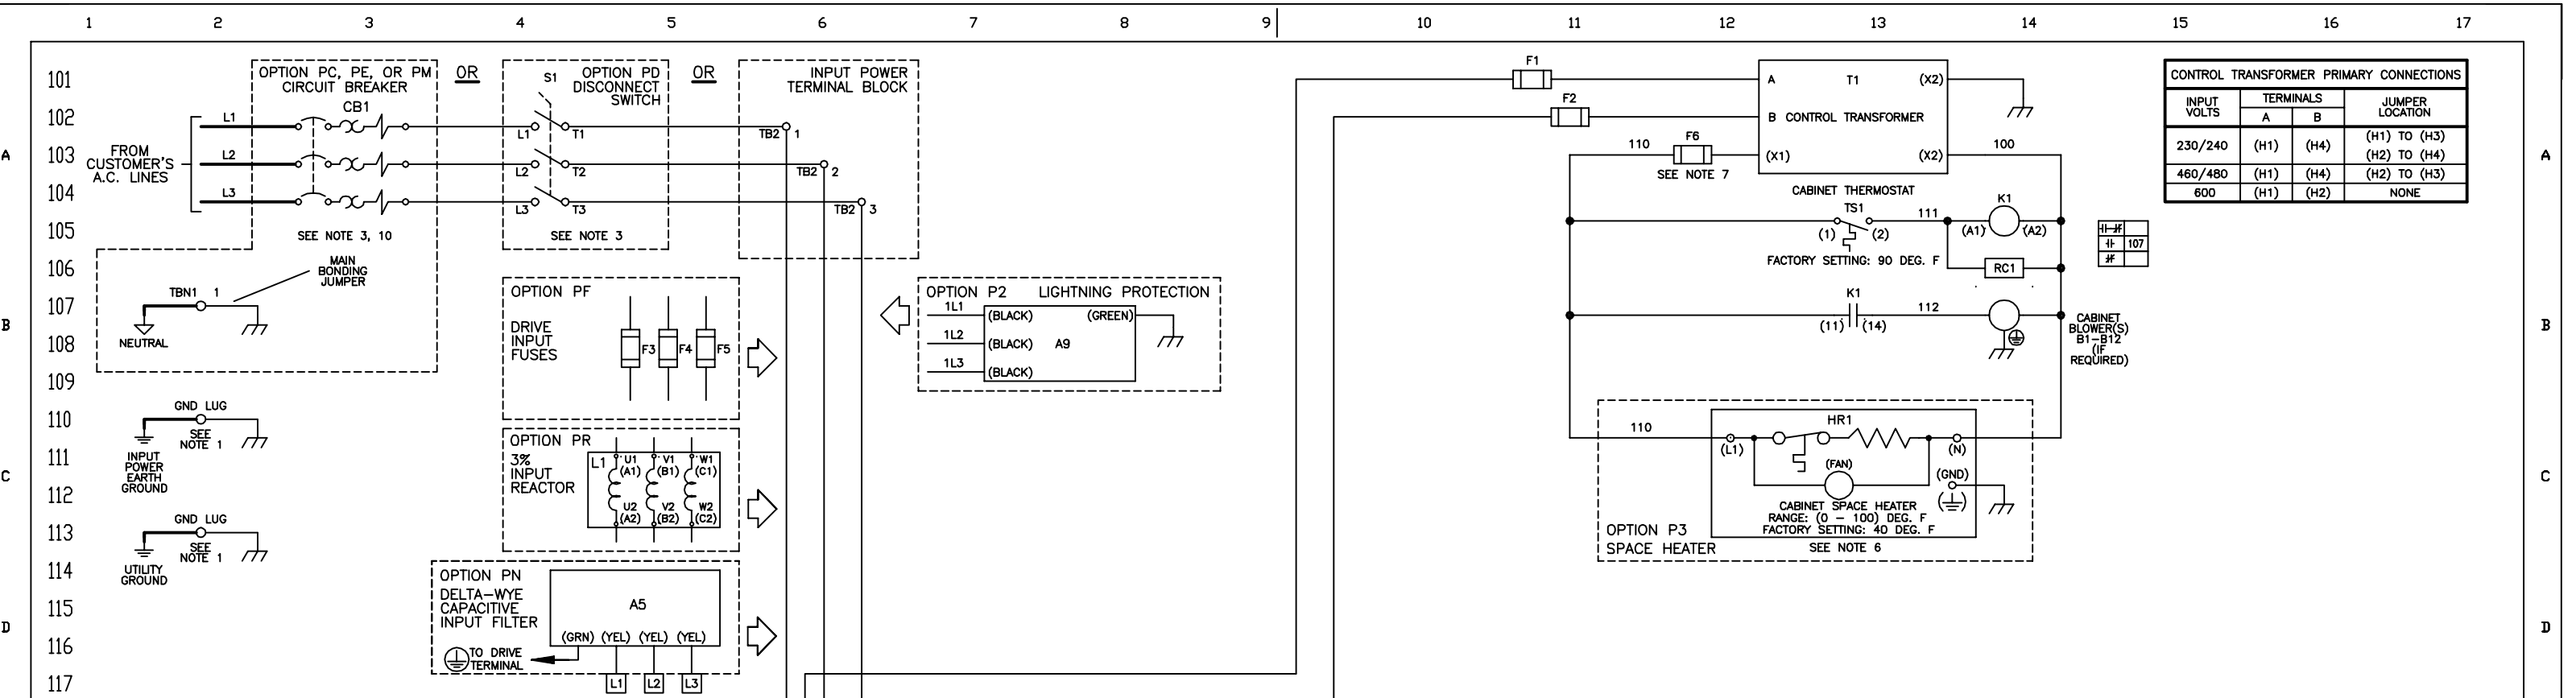 1 2 3 4 5 6 7 8 9 10 11 12 13 14 15 16 17
A
B
C
D
A
B
C
D
101
102
103
104
105
106
107
108
109
110
111
112
113
114
115
116
117
FROM
CUSTOMER'S
A.C. LINES
L1
L2
L3
OPTION PC, PE, OR PM
CIRCUIT BREAKER
CB1
SEE NOTE 3, 10
MAIN
BONDING
JUMPER
TBN1 1
NEUTRAL
GND LUG
SEE
NOTE 1
INPUT
POWER
EARTH
GROUND
GND LUG
SEE
NOTE 1
UTILITY
GROUND
OR
S1
OPTION PD
DISCONNECT
SWITCH
L1 T1
L2 T2
L3 T3
SEE NOTE 3
OR
INPUT POWER
TERMINAL BLOCK
TB2 1
TB2 2
TB2 3
OPTION PF
DRIVE
INPUT
FUSES
F3 F4 F5
OPTION PR
3%
INPUT
REACTOR
L1
U1 V1 W1
(A1) (B1) (C1)
U2 V2 W2
(A2) (B2) (C2)
OPTION PN
DELTA-WYE
CAPACITIVE
INPUT FILTER
A5
(GRN) (YEL) (YEL) (YEL)
TO DRIVE
TERMINAL
L1 L2 L3
OPTION P2 LIGHTNING PROTECTION
1L1 (BLACK) (GREEN)
1L2 (BLACK) A9
1L3 (BLACK)
F1
F2
A T1 (X2)
B CONTROL TRANSFORMER
(X1) (X2)
110 F6
SEE NOTE 7
100
CABINET THERMOSTAT
TS1
(1) (2)
111
K1
(A1) (A2)
FACTORY SETTING: 90 DEG. F
RC1
107
K1
(11) (14)
112
CABINET
BLOWER(S)
B1-B12
(IF
REQUIRED)
110
HR1
(L1) (N)
(FAN)
(GND)
CABINET SPACE HEATER
RANGE: (0 - 100) DEG. F
FACTORY SETTING: 40 DEG. F
OPTION P3
SPACE HEATER
SEE NOTE 6
CONTROL TRANSFORMER PRIMARY CONNECTIONS
INPUT
VOLTS
TERMINALS
A B
JUMPER
LOCATION
230/240 (H1) (H4) (H1) TO (H3)
(H2) TO (H4)
460/480 (H1) (H4) (H2) TO (H3)
600 (H1) (H2) NONE